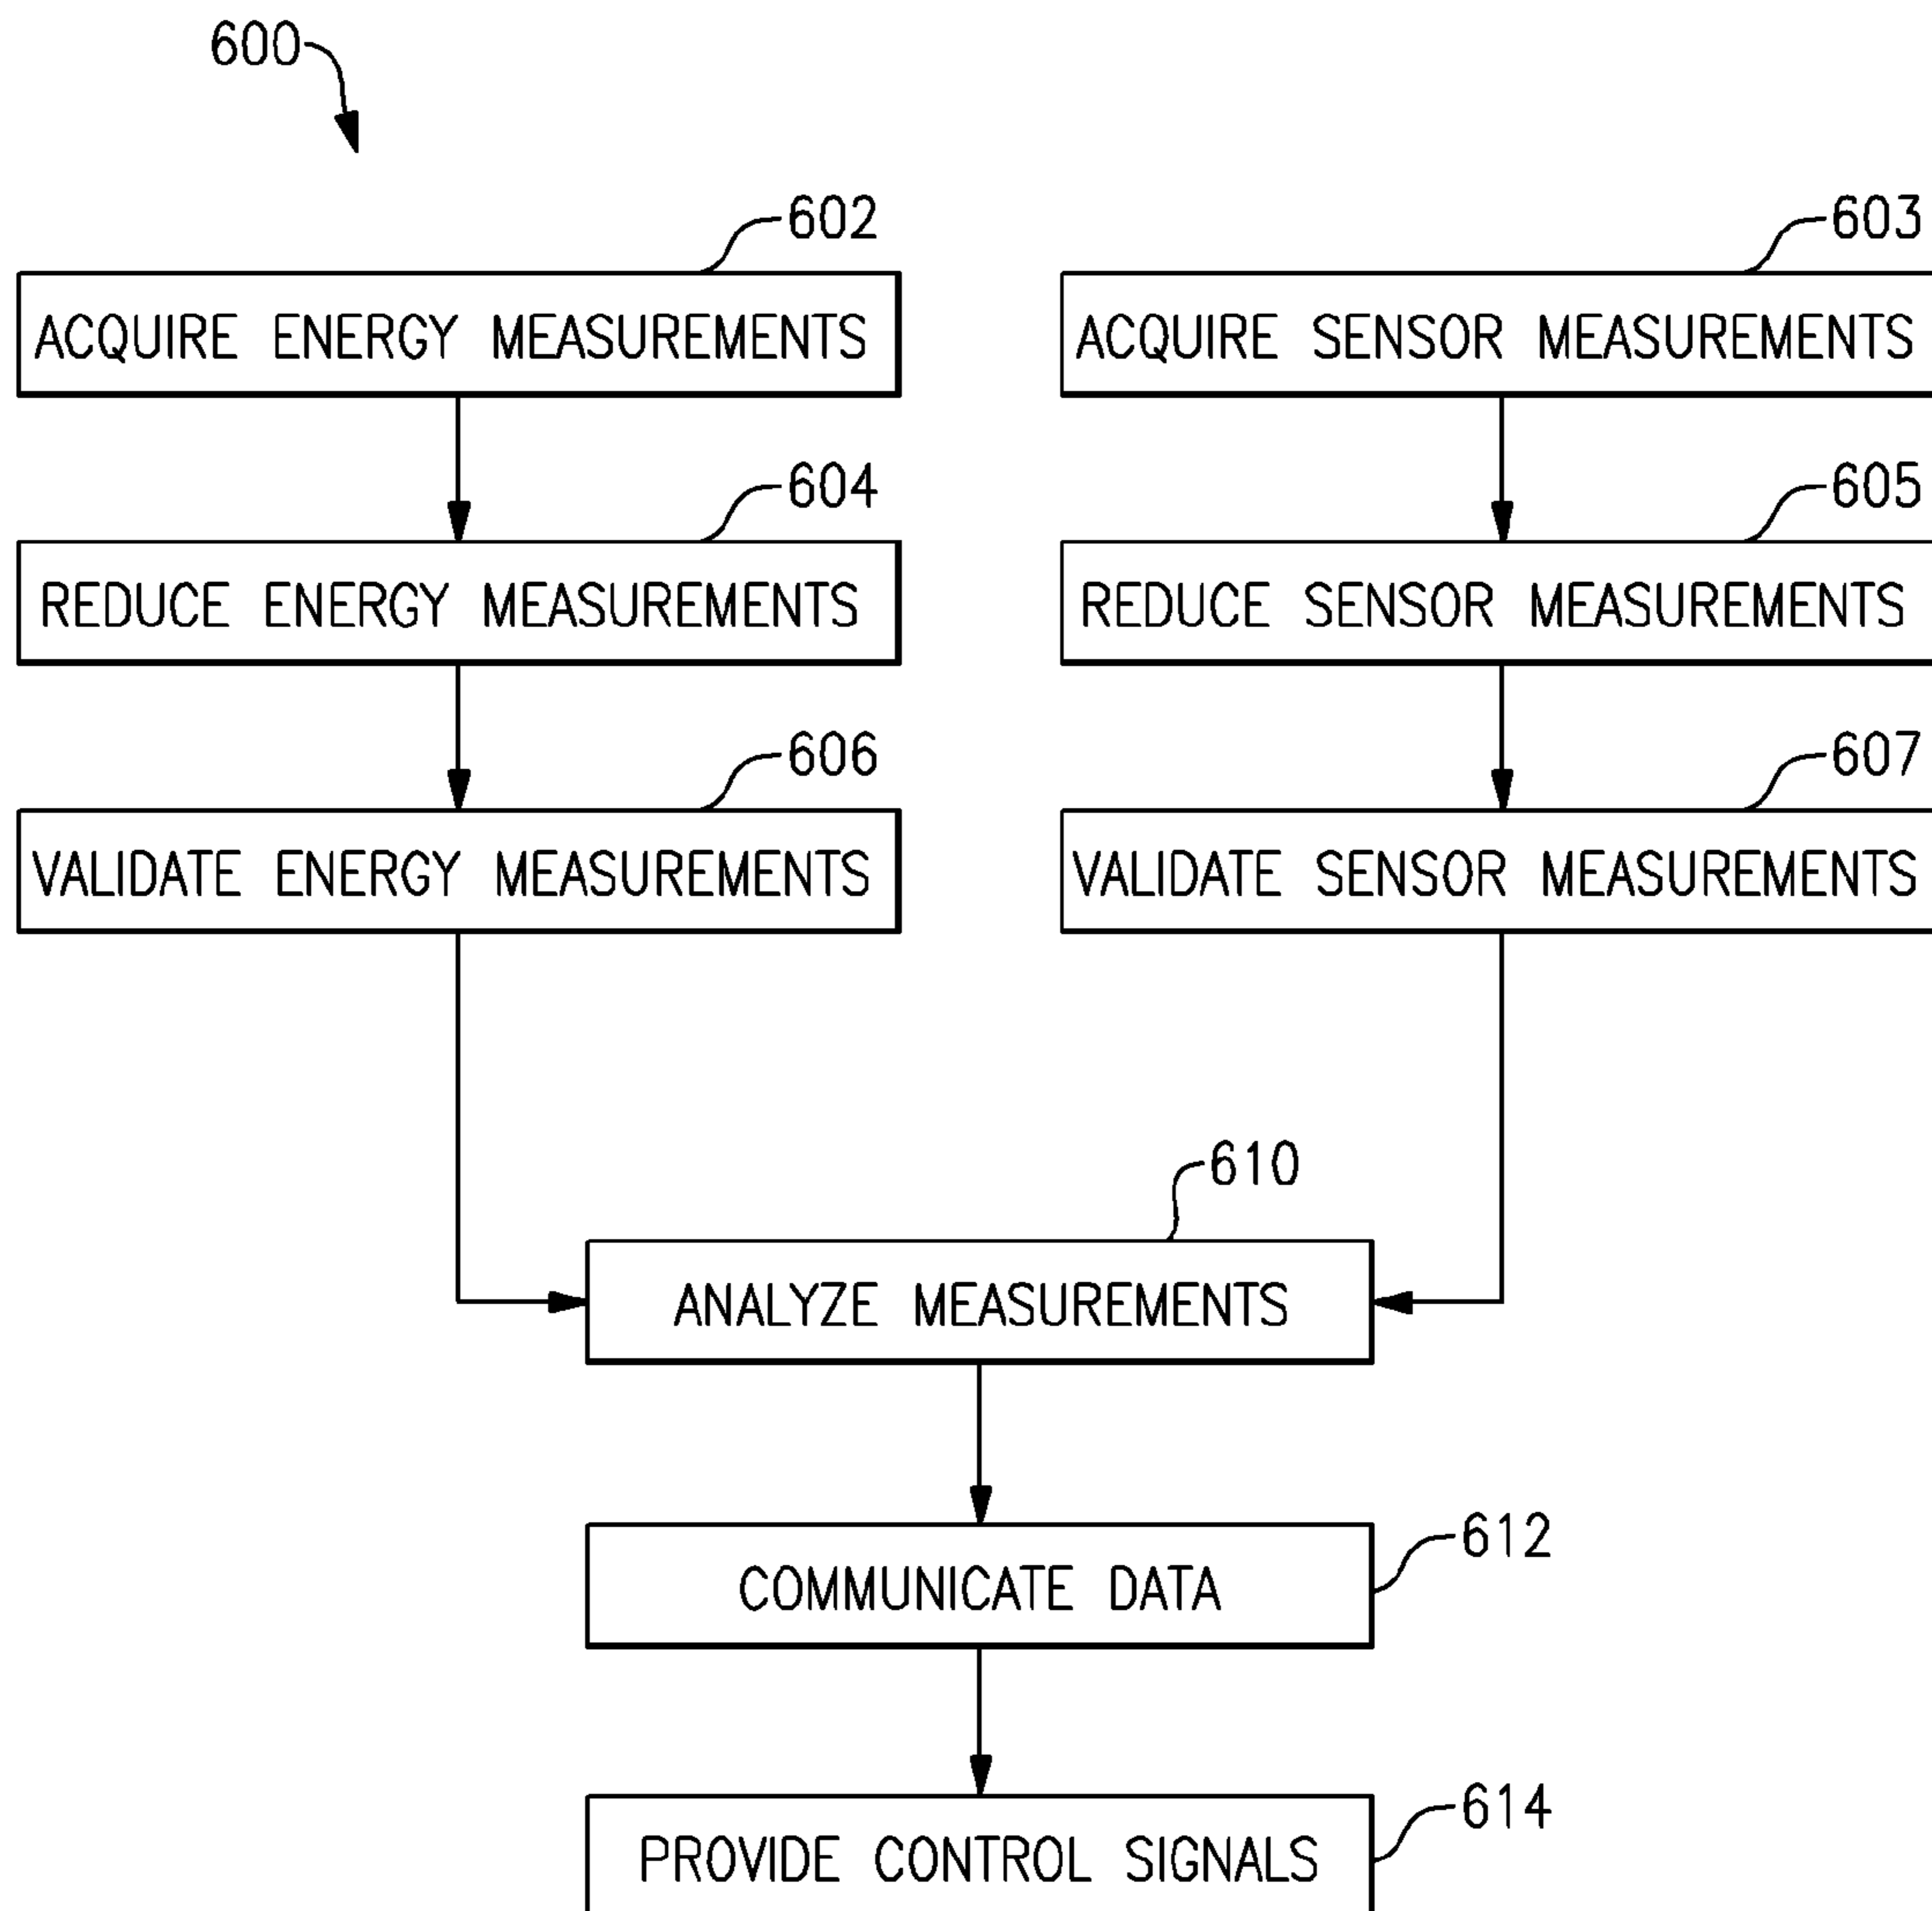 600
602
603
ACQUIRE ENERGY MEASUREMENTS
ACQUIRE SENSOR MEASUREMENTS
604
605
REDUCE ENERGY MEASUREMENTS
REDUCE SENSOR MEASUREMENTS
606
607
VALIDATE ENERGY MEASUREMENTS
VALIDATE SENSOR MEASUREMENTS
610
ANALYZE MEASUREMENTS
612
COMMUNICATE DATA
614
PROVIDE CONTROL SIGNALS